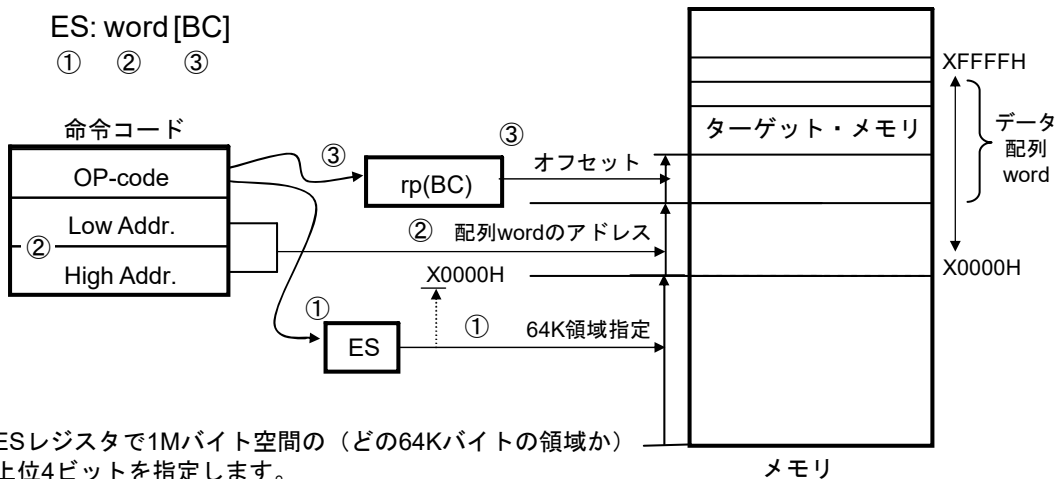 ES: word [BC]
① ② ③
命令コード
OP-code
Low Addr.
②
High Addr.
③
rp(BC)
③
オフセット
② 配列wordのアドレス
X0000H
①
ES
①
64K領域指定
ターゲット・メモリ
XFFFFH
データ
配列
word
X0000H
メモリ
ESレジスタで1Mバイト空間の（どの64Kバイトの領域か）
上位4ビットを指定します。